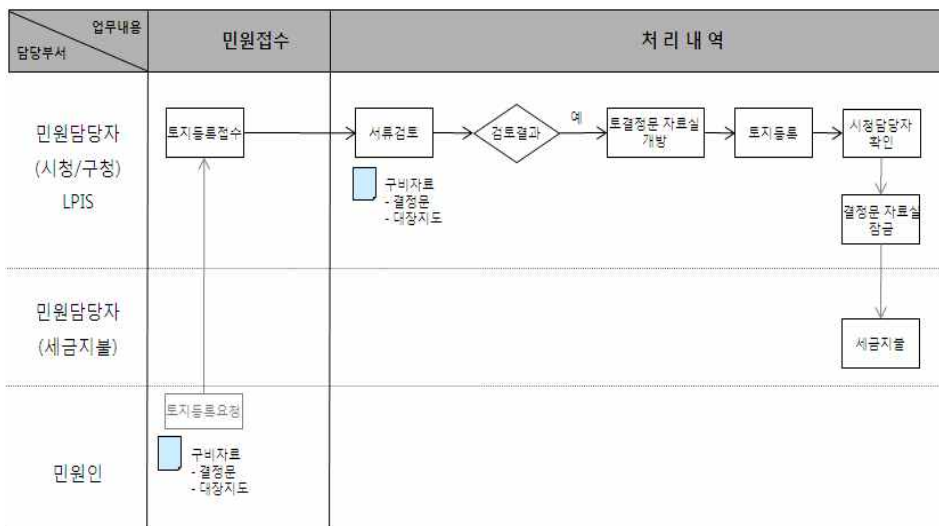 업무내용
담당부서
민원접수
처 리 내 역
민원담당자
(시청/구청)
LPIS
토지등록접수
서류검토
검토결과
예
토결정문 자료실
개방
토지등록
시청담당자
확인
구비자료
- 결정문
- 대장지도
결정문 자료실
잠금
민원담당자
(세금지불)
세금지불
민원인
토지등록요청
구비자료
- 결정문
- 대장지도